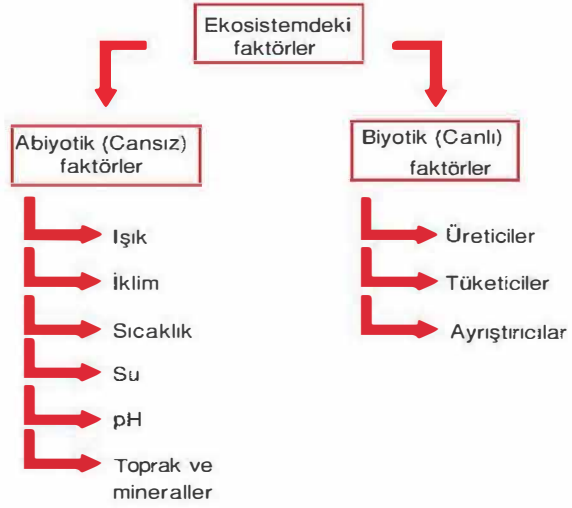 Ekosistemdeki
faktörler
Abiyotik (Cansız)
faktörler
Işık
İklim
Sıcaklık
Su
pH
Toprak ve
mineraller
Biyotik (Canlı)
faktörler
Üreticiler
Tüketiciler
Ayrıştırıcılar